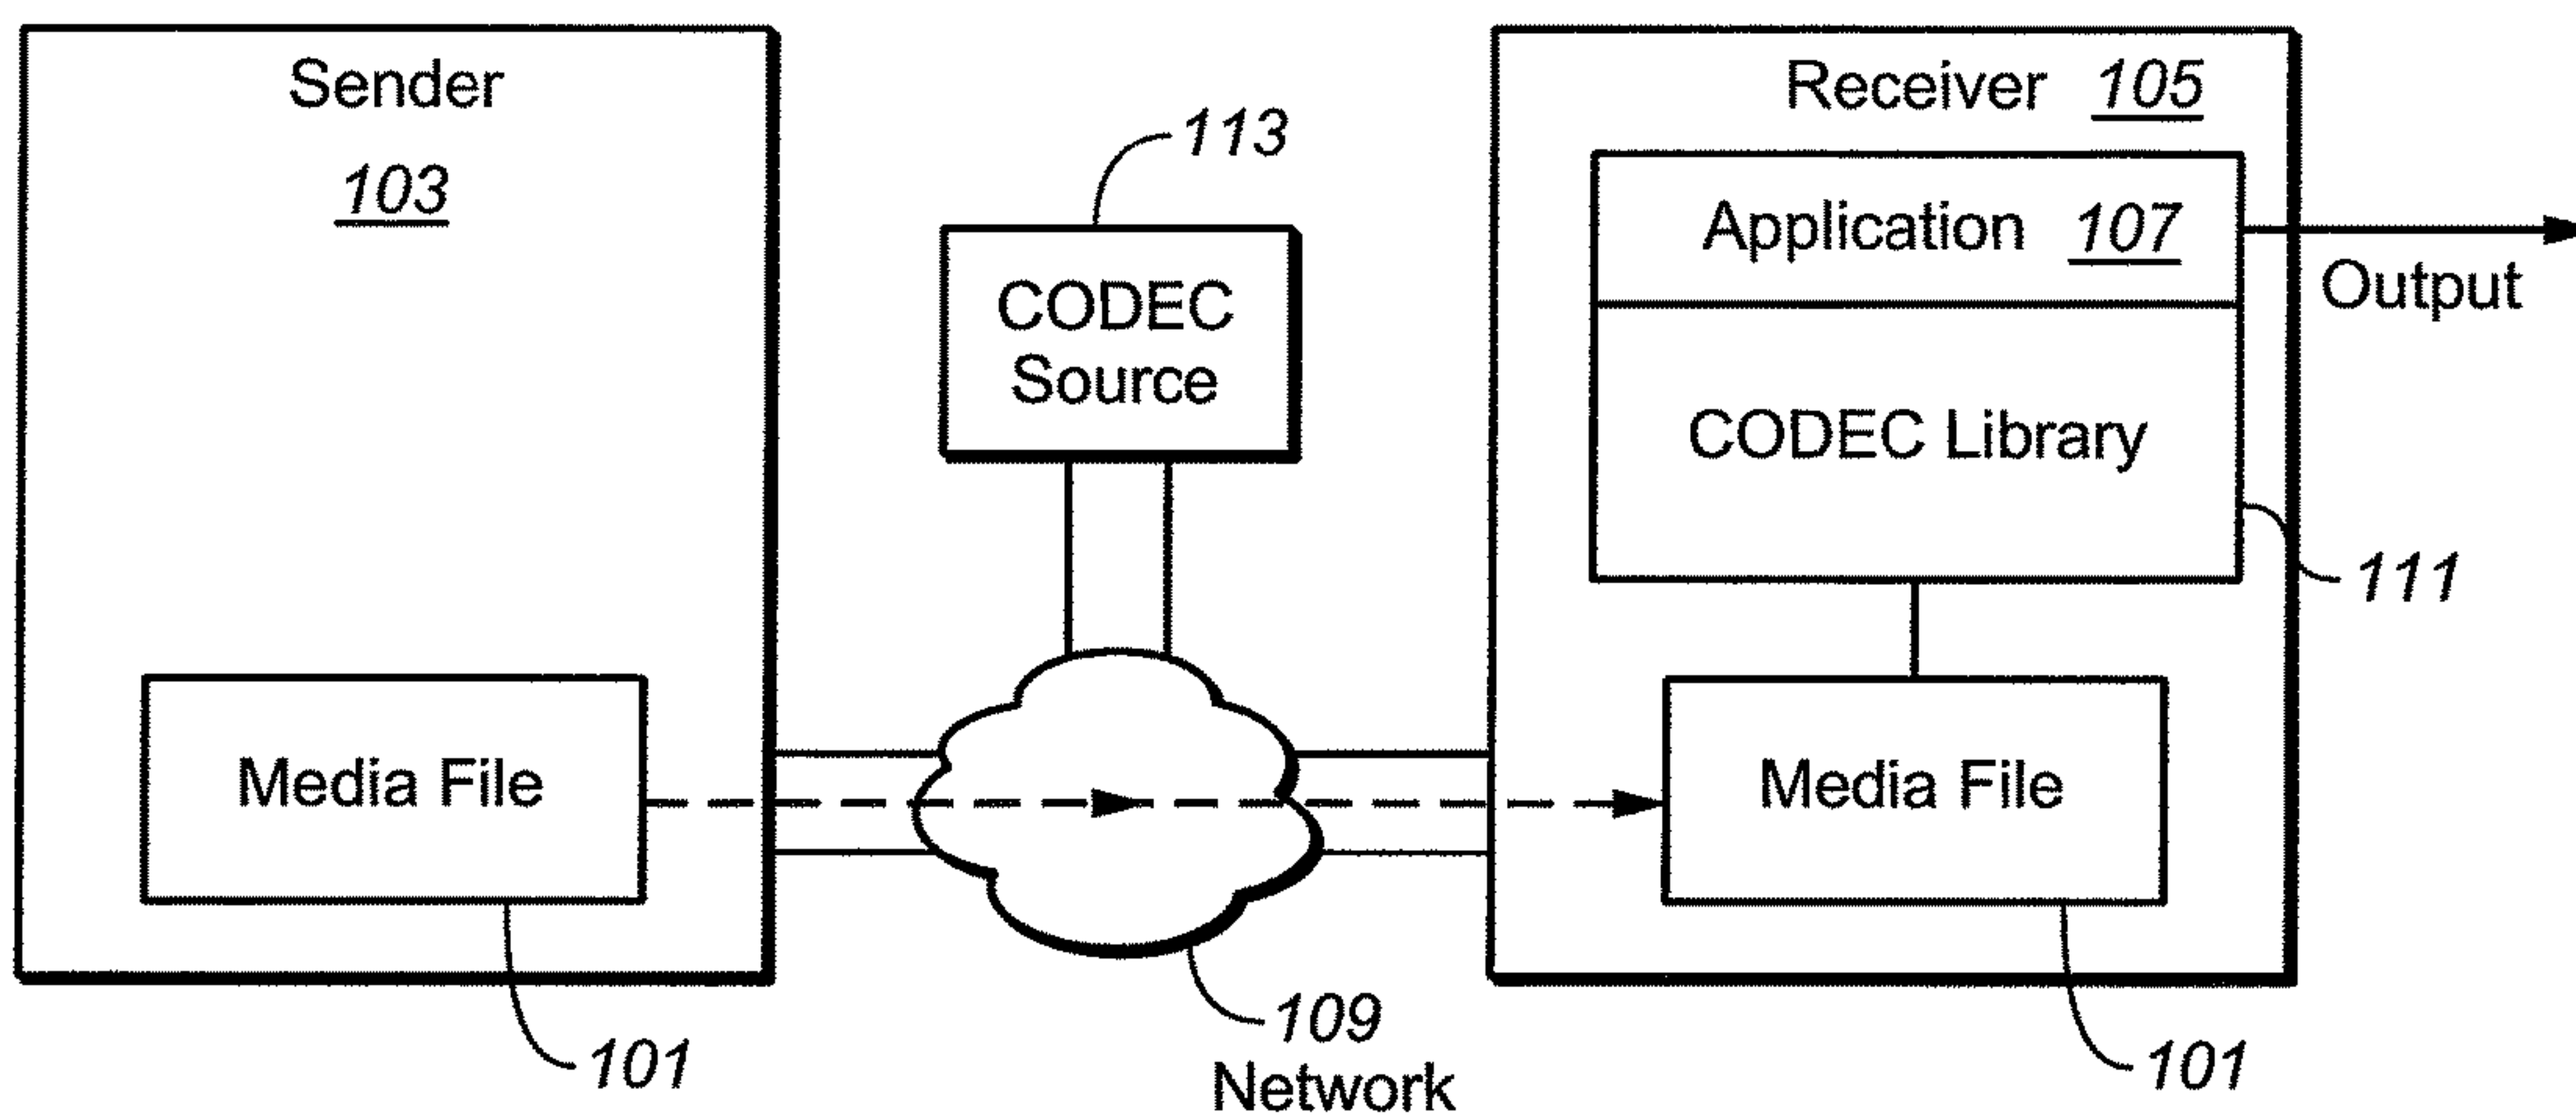 Sender
103
Media File
101
113
CODEC
Source
109
Network
Receiver 105
Application 107
CODEC Library
111
Media File
101
Output